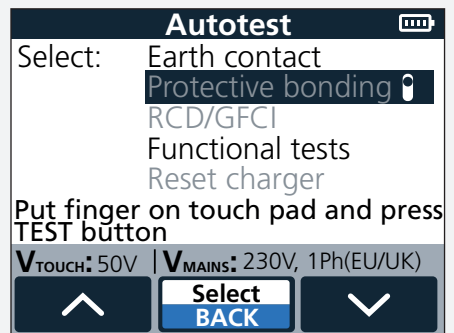 Autotest
Select: Earth contact
Protective bonding
RCD/GFCI
Functional tests
Reset charger
Put finger on touch pad and press
TEST button
VTOUCH: 50V | VMAINS: 230V, 1Ph(EU/UK)
Select
BACK